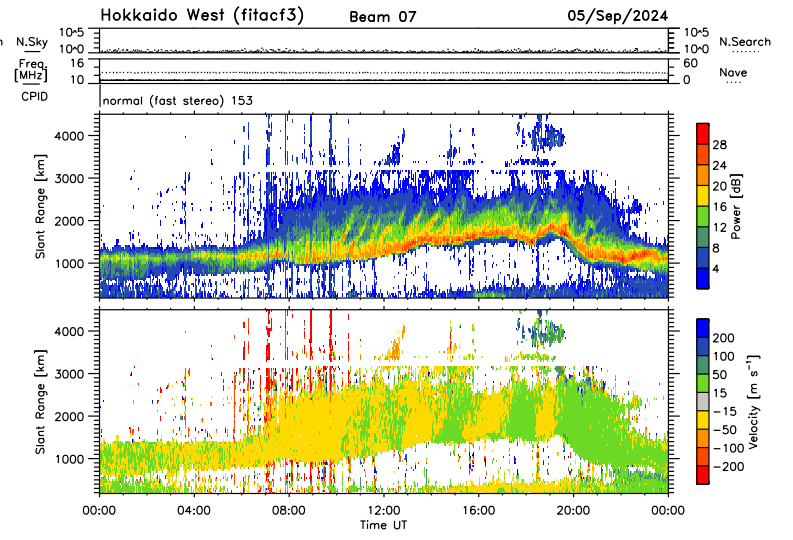 Hokkaido West (fitacf3) Beam 07 05/Sep/2024
N.Sky 10^5 10^0 10^5 10^0 N.Search
Freq. [MHz] 16 10 60 0 Nave
CPID normal (fast stereo) 153
Slant Range [km] 4000 3000 2000 1000
28 24 20 16 12 8 4 Power [dB]
Slant Range [km] 4000 3000 2000 1000
200 100 50 15 -15 -50 -100 -200 Velocity [m s⁻¹]
00:00 04:00 08:00 12:00 16:00 20:00 00:00
Time UT